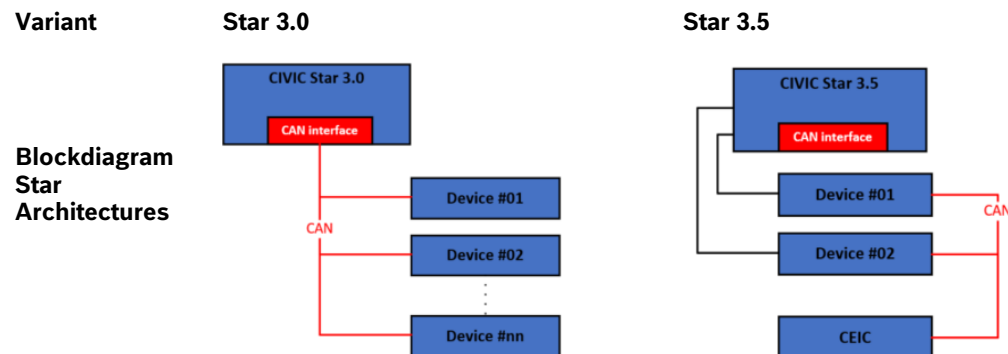 Variant
Star 3.0
Star 3.5
Blockdiagram
Star
Architectures
CIVIC Star 3.0
CAN interface
Device #01
CAN
Device #02
Device #nn
CIVIC Star 3.5
CAN interface
Device #01
CAN
Device #02
CEIC